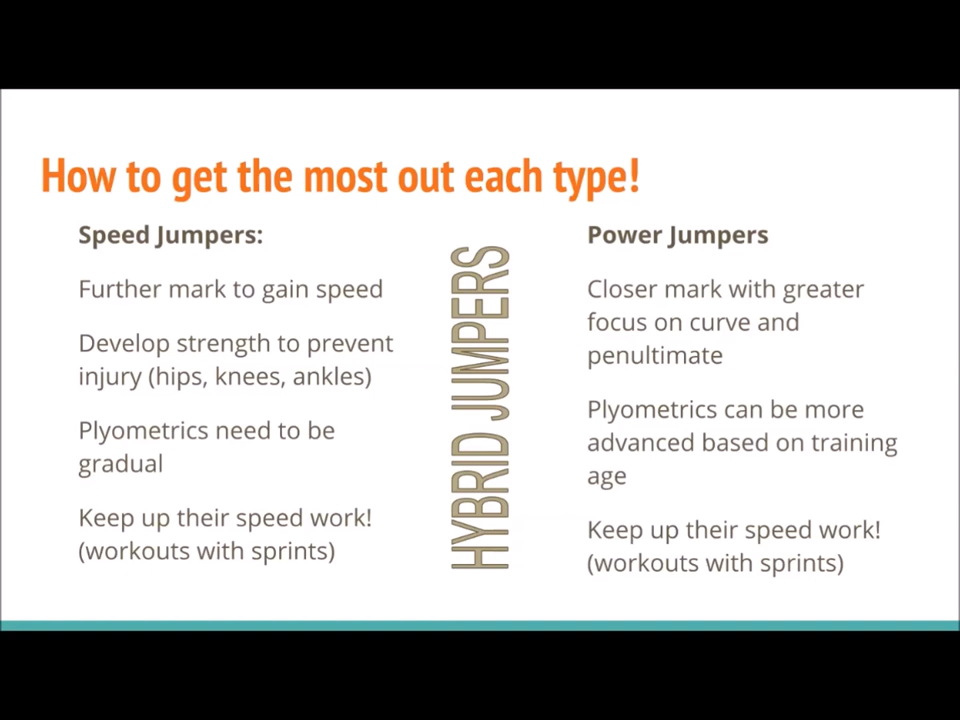 How to get the most out each type!
Speed Jumpers:
Further mark to gain speed
Develop strength to prevent
injury (hips, knees, ankles)
Plyometrics need to be
gradual
Keep up their speed work!
(workouts with sprints)
HYBRID JUMPERS
Power Jumpers
Closer mark with greater
focus on curve and
penultimate
Plyometrics can be more
advanced based on training
age
Keep up their speed work!
(workouts with sprints)